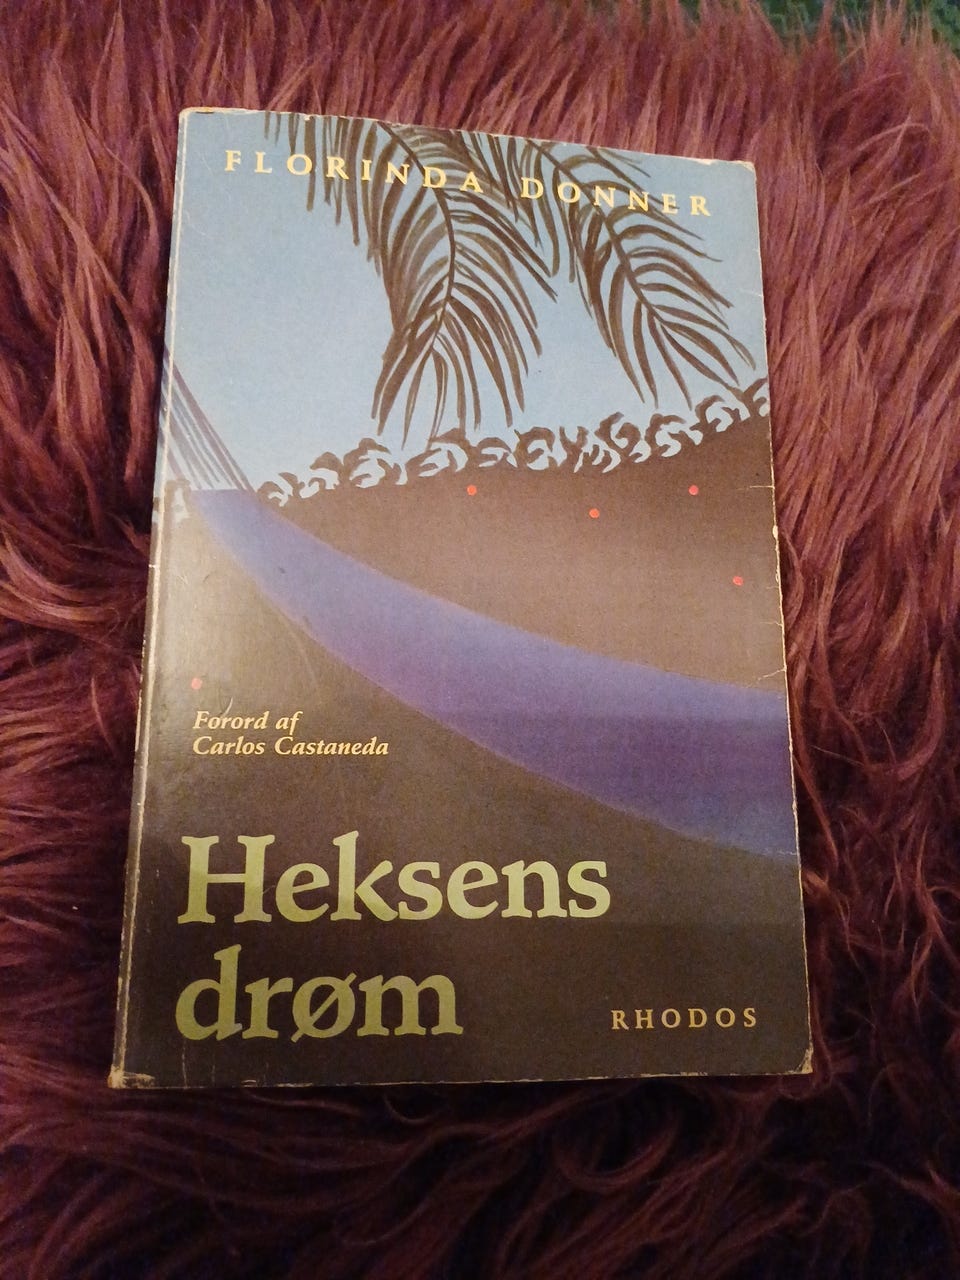 FLORINDA DONNER
Forord af
Carlos Castaneda
Heksens
drøm
RHODOS